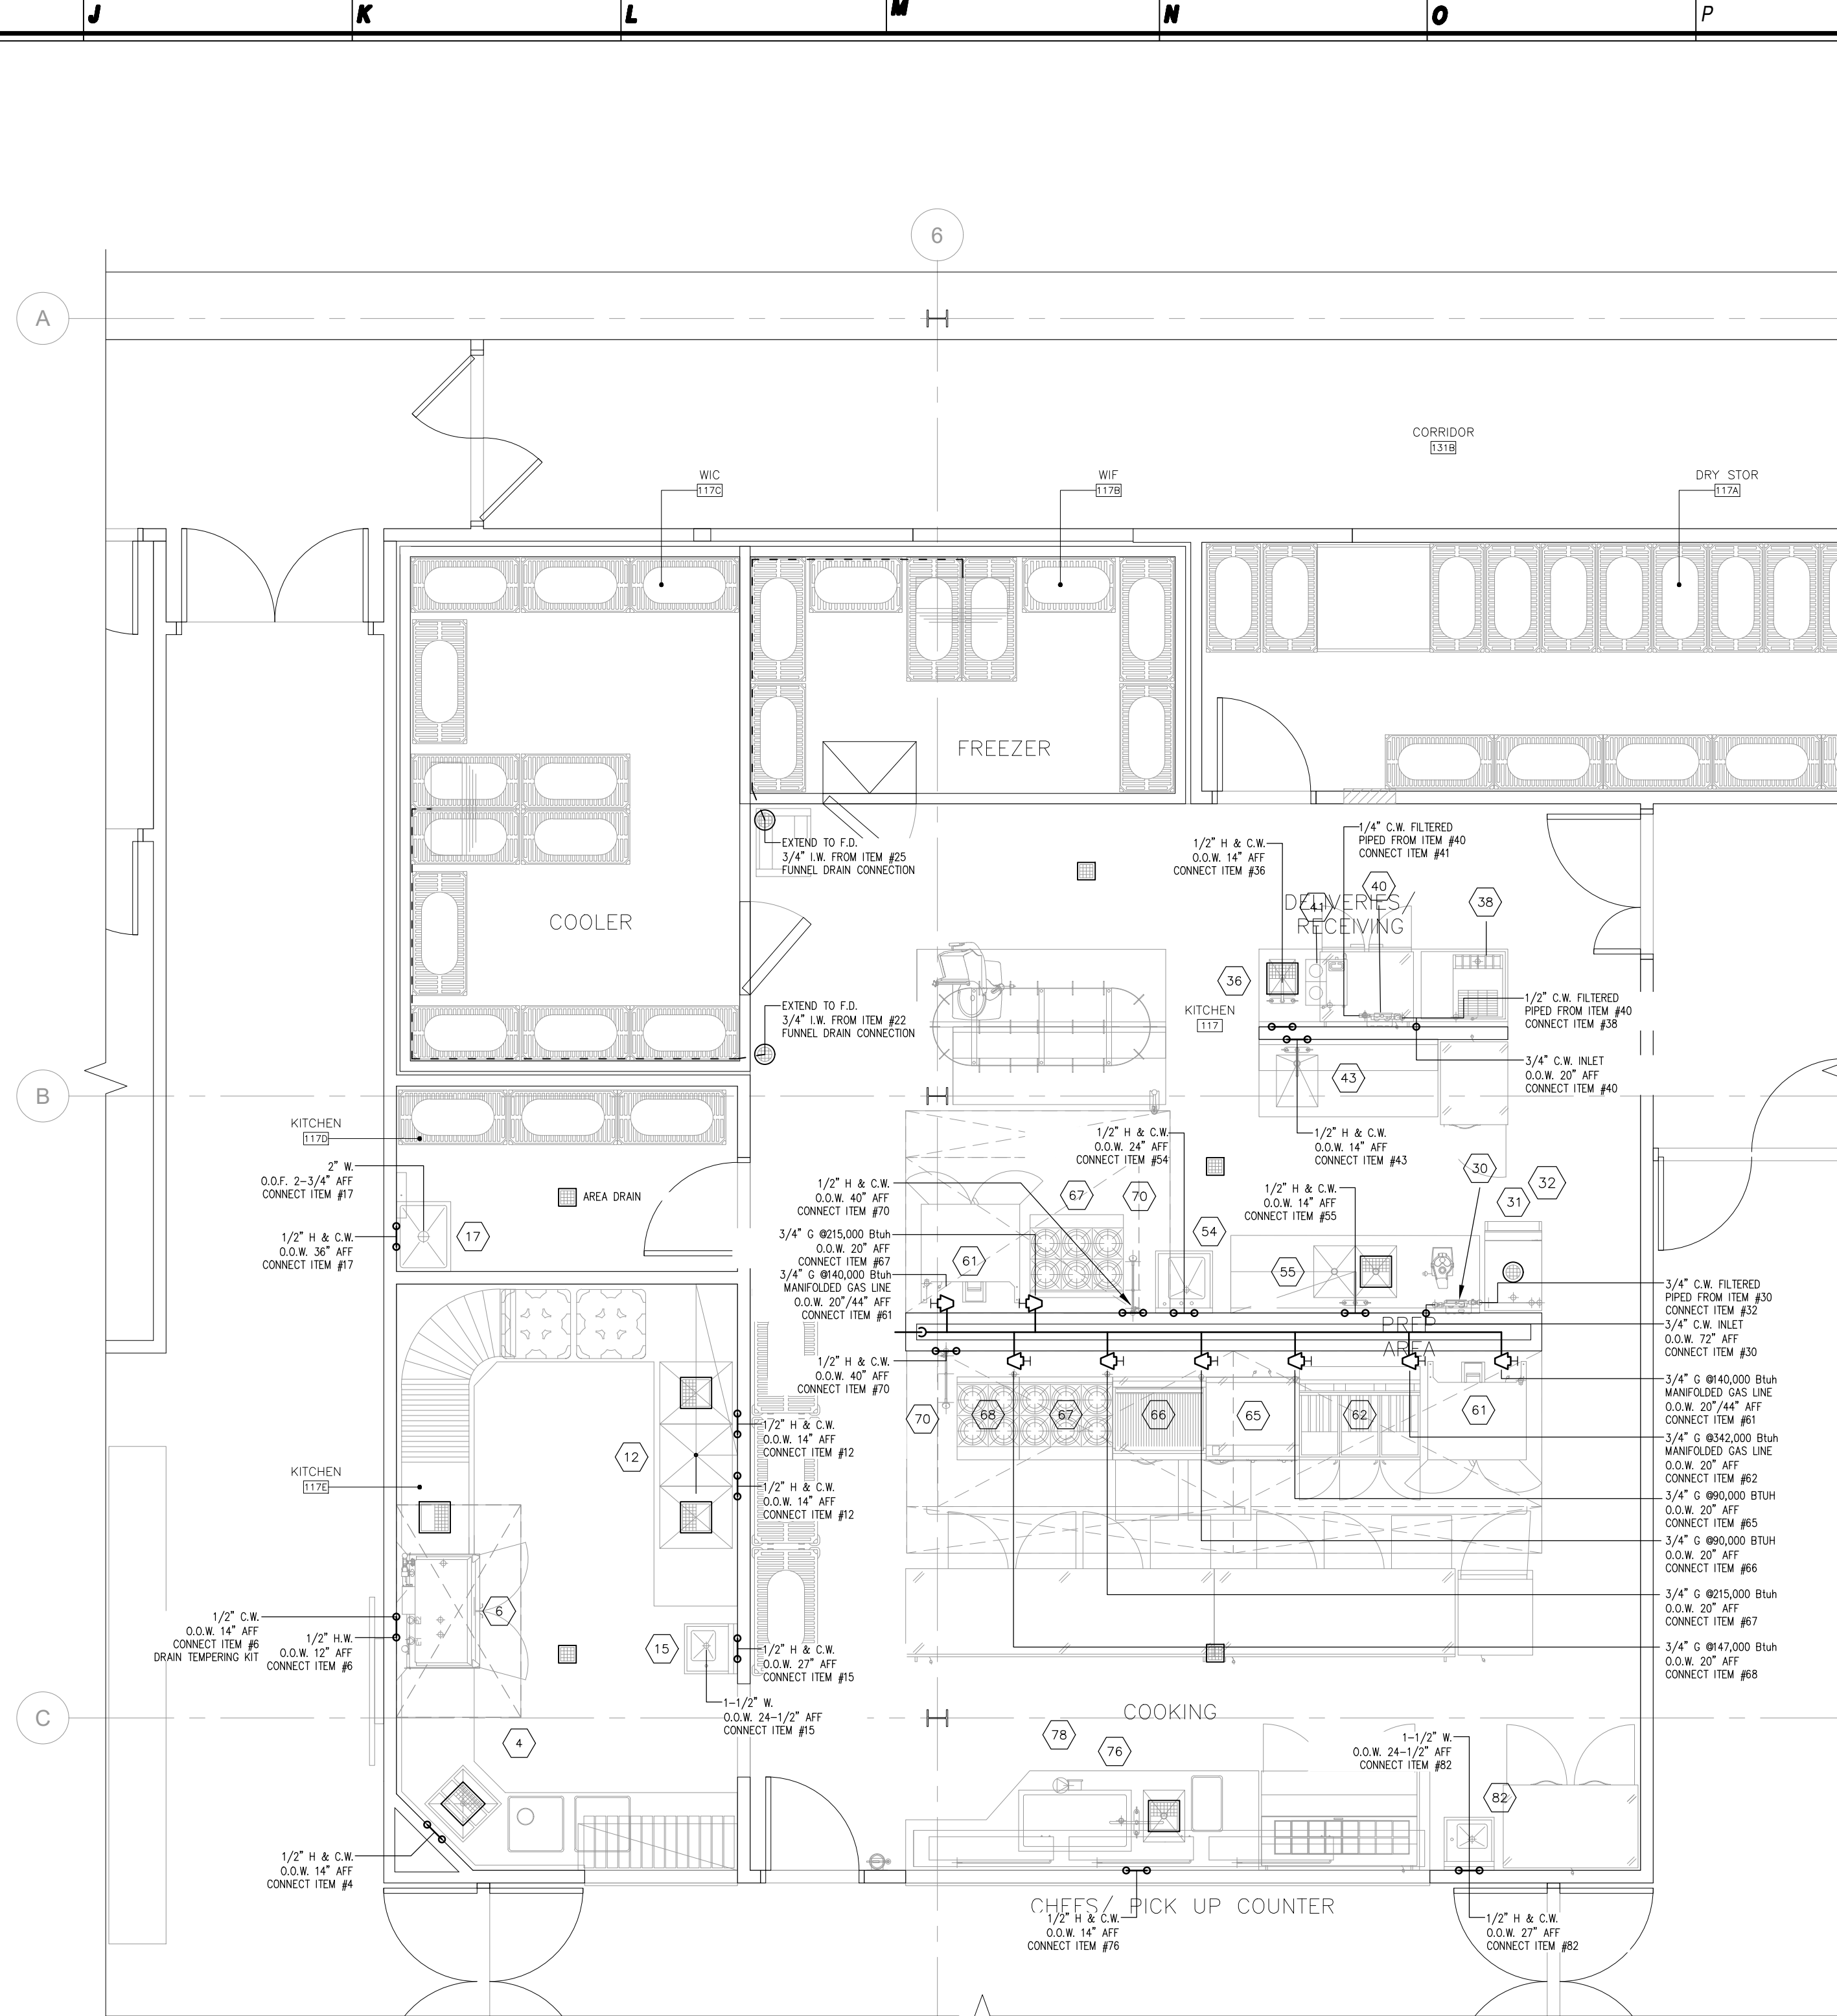 J
K
L
M
N
O
P
6
A
CORRIDOR
131B
WIC
117C
WIF
117B
DRY STOR
117A
FREEZER
COOLER
EXTEND TO F.D.
3/4" I.W. FROM ITEM #25
FUNNEL DRAIN CONNECTION
1/2" H & C.W.
O.O.W. 14" AFF
CONNECT ITEM #36
1/4" C.W. FILTERED
PIPED FROM ITEM #40
CONNECT ITEM #41
40
41
38
DELIVERIES
RECEIVING
36
EXTEND TO F.D.
3/4" I.W. FROM ITEM #22
FUNNEL DRAIN CONNECTION
KITCHEN
117
1/2" C.W. FILTERED
PIPED FROM ITEM #40
CONNECT ITEM #38
3/4" C.W. INLET
O.O.W. 20" AFF
CONNECT ITEM #40
43
B
KITCHEN
117D
2" W.
O.O.F. 2-3/4" AFF
CONNECT ITEM #17
AREA DRAIN
17
1/2" H & C.W.
O.O.W. 36" AFF
CONNECT ITEM #17
1/2" H & C.W.
O.O.W. 24" AFF
CONNECT ITEM #54
1/2" H & C.W.
O.O.W. 14" AFF
CONNECT ITEM #43
1/2" H & C.W.
O.O.W. 40" AFF
CONNECT ITEM #70
67
70
1/2" H & C.W.
O.O.W. 14" AFF
CONNECT ITEM #55
30
31
32
54
3/4" G @215,000 Btuh
O.O.W. 20" AFF
CONNECT ITEM #67
61
55
3/4" G @140,000 Btuh
MANIFOLDED GAS LINE
O.O.W. 20"/44" AFF
CONNECT ITEM #61
3/4" C.W. FILTERED
PIPED FROM ITEM #30
CONNECT ITEM #32
3/4" C.W. INLET
O.O.W. 72" AFF
CONNECT ITEM #30
PREP
AREA
1/2" H & C.W.
O.O.W. 40" AFF
CONNECT ITEM #70
3/4" G @140,000 Btuh
MANIFOLDED GAS LINE
O.O.W. 20"/44" AFF
CONNECT ITEM #61
70
68
67
66
65
62
61
1/2" H & C.W.
O.O.W. 14" AFF
CONNECT ITEM #12
12
3/4" G @342,000 Btuh
MANIFOLDED GAS LINE
O.O.W. 20" AFF
CONNECT ITEM #62
KITCHEN
117E
1/2" H & C.W.
O.O.W. 14" AFF
CONNECT ITEM #12
3/4" G @90,000 BTUH
O.O.W. 20" AFF
CONNECT ITEM #65
3/4" G @90,000 BTUH
O.O.W. 20" AFF
CONNECT ITEM #66
3/4" G @215,000 Btuh
O.O.W. 20" AFF
CONNECT ITEM #67
6
1/2" C.W.
O.O.W. 14" AFF
CONNECT ITEM #6
DRAIN TEMPERING KIT
1/2" H.W.
O.O.W. 12" AFF
CONNECT ITEM #6
15
1/2" H & C.W.
O.O.W. 27" AFF
CONNECT ITEM #15
3/4" G @147,000 Btuh
O.O.W. 20" AFF
CONNECT ITEM #68
1-1/2" W.
O.O.W. 24-1/2" AFF
CONNECT ITEM #15
C
4
COOKING
78
76
1-1/2" W.
O.O.W. 24-1/2" AFF
CONNECT ITEM #82
82
1/2" H & C.W.
O.O.W. 14" AFF
CONNECT ITEM #4
CHEFS/ PICK UP COUNTER
1/2" H & C.W.
O.O.W. 14" AFF
CONNECT ITEM #76
1/2" H & C.W.
O.O.W. 27" AFF
CONNECT ITEM #82